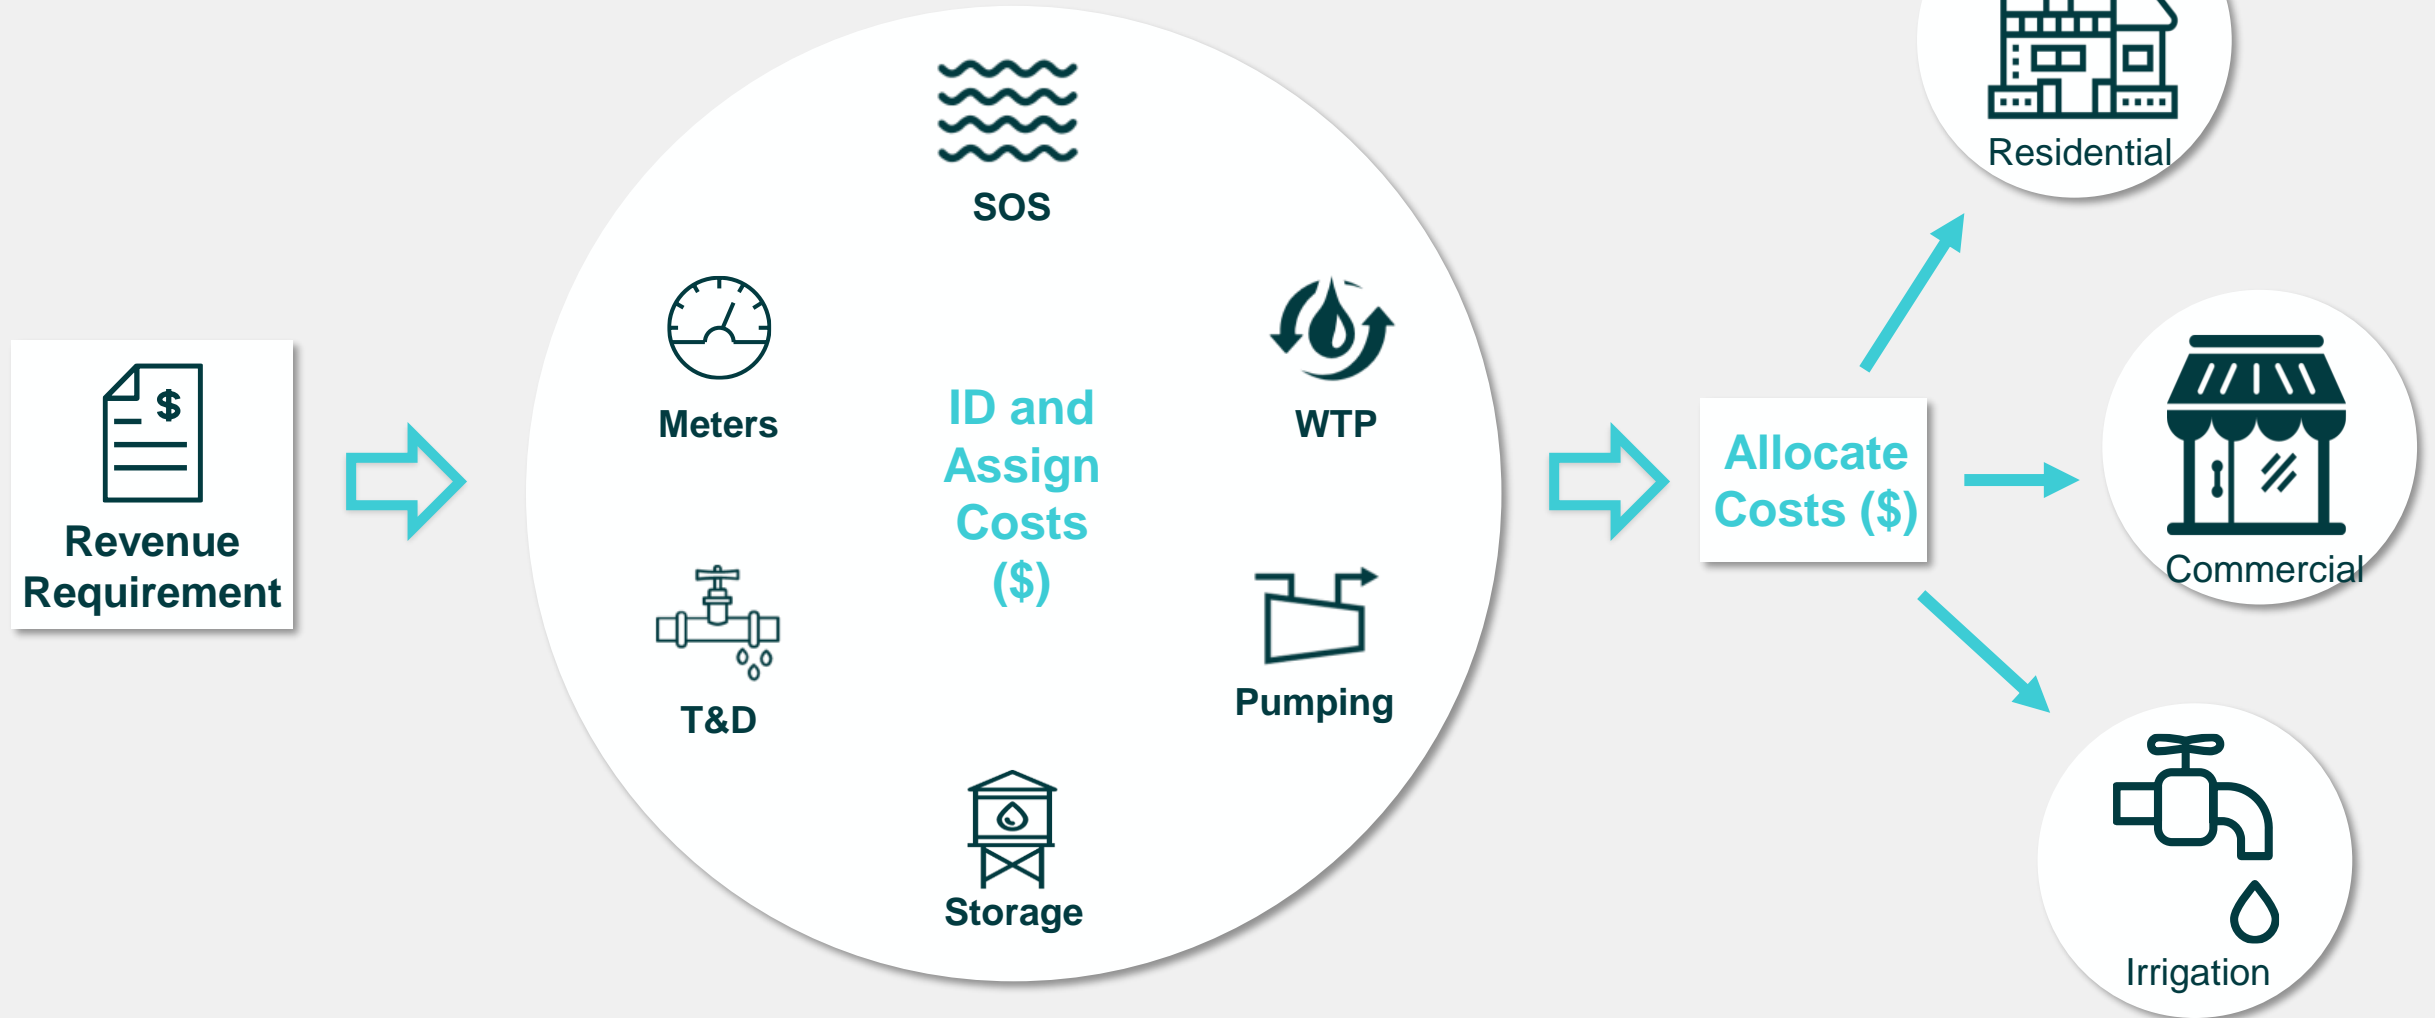 $
Revenue
Requirement
SOS
Meters
WTP
ID and
Assign
Costs
($)
T&D
Pumping
Storage
Allocate
Costs ($)
Residential
Commercial
Irrigation